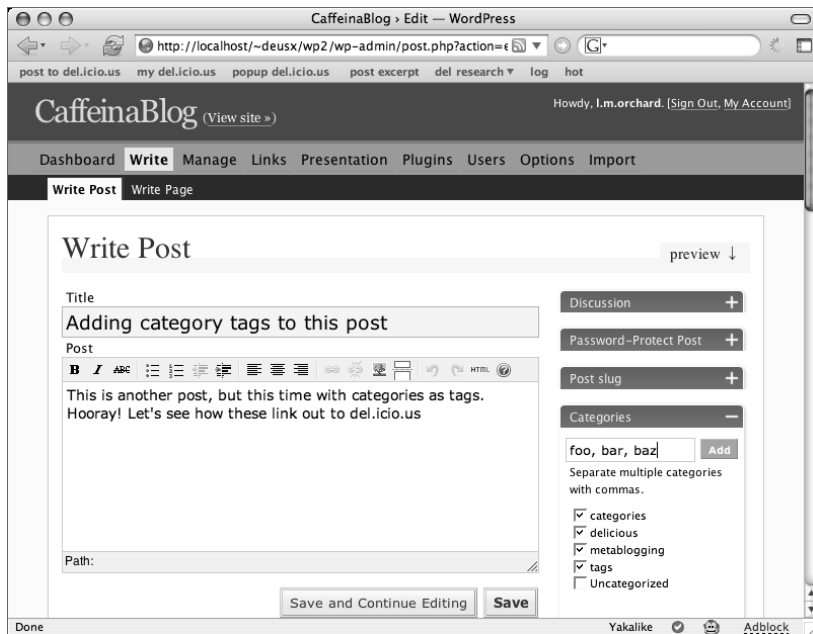 CaffeinaBlog › Edit — WordPress
http://localhost/~deusx/wp2/wp-admin/post.php?action=e
G
post to del.icio.us my del.icio.us popup del.icio.us post excerpt del research ▾ log hot
CaffeinaBlog (View site »)
Howdy, l.m.orchard. [Sign Out, My Account]
Dashboard Write Manage Links Presentation Plugins Users Options Import
Write Post Write Page
Write Post
preview ↓
Title
Adding category tags to this post
Post
B I ABC HTML
This is another post, but this time with categories as tags.
Hooray! Let's see how these link out to del.icio.us
Path:
Save and Continue Editing Save
Discussion +
Password-Protect Post +
Post slug +
Categories −
foo, bar, baz Add
Separate multiple categories
with commas.
categories
delicious
metablogging
tags
Uncategorized
Done Yakalike Adblock